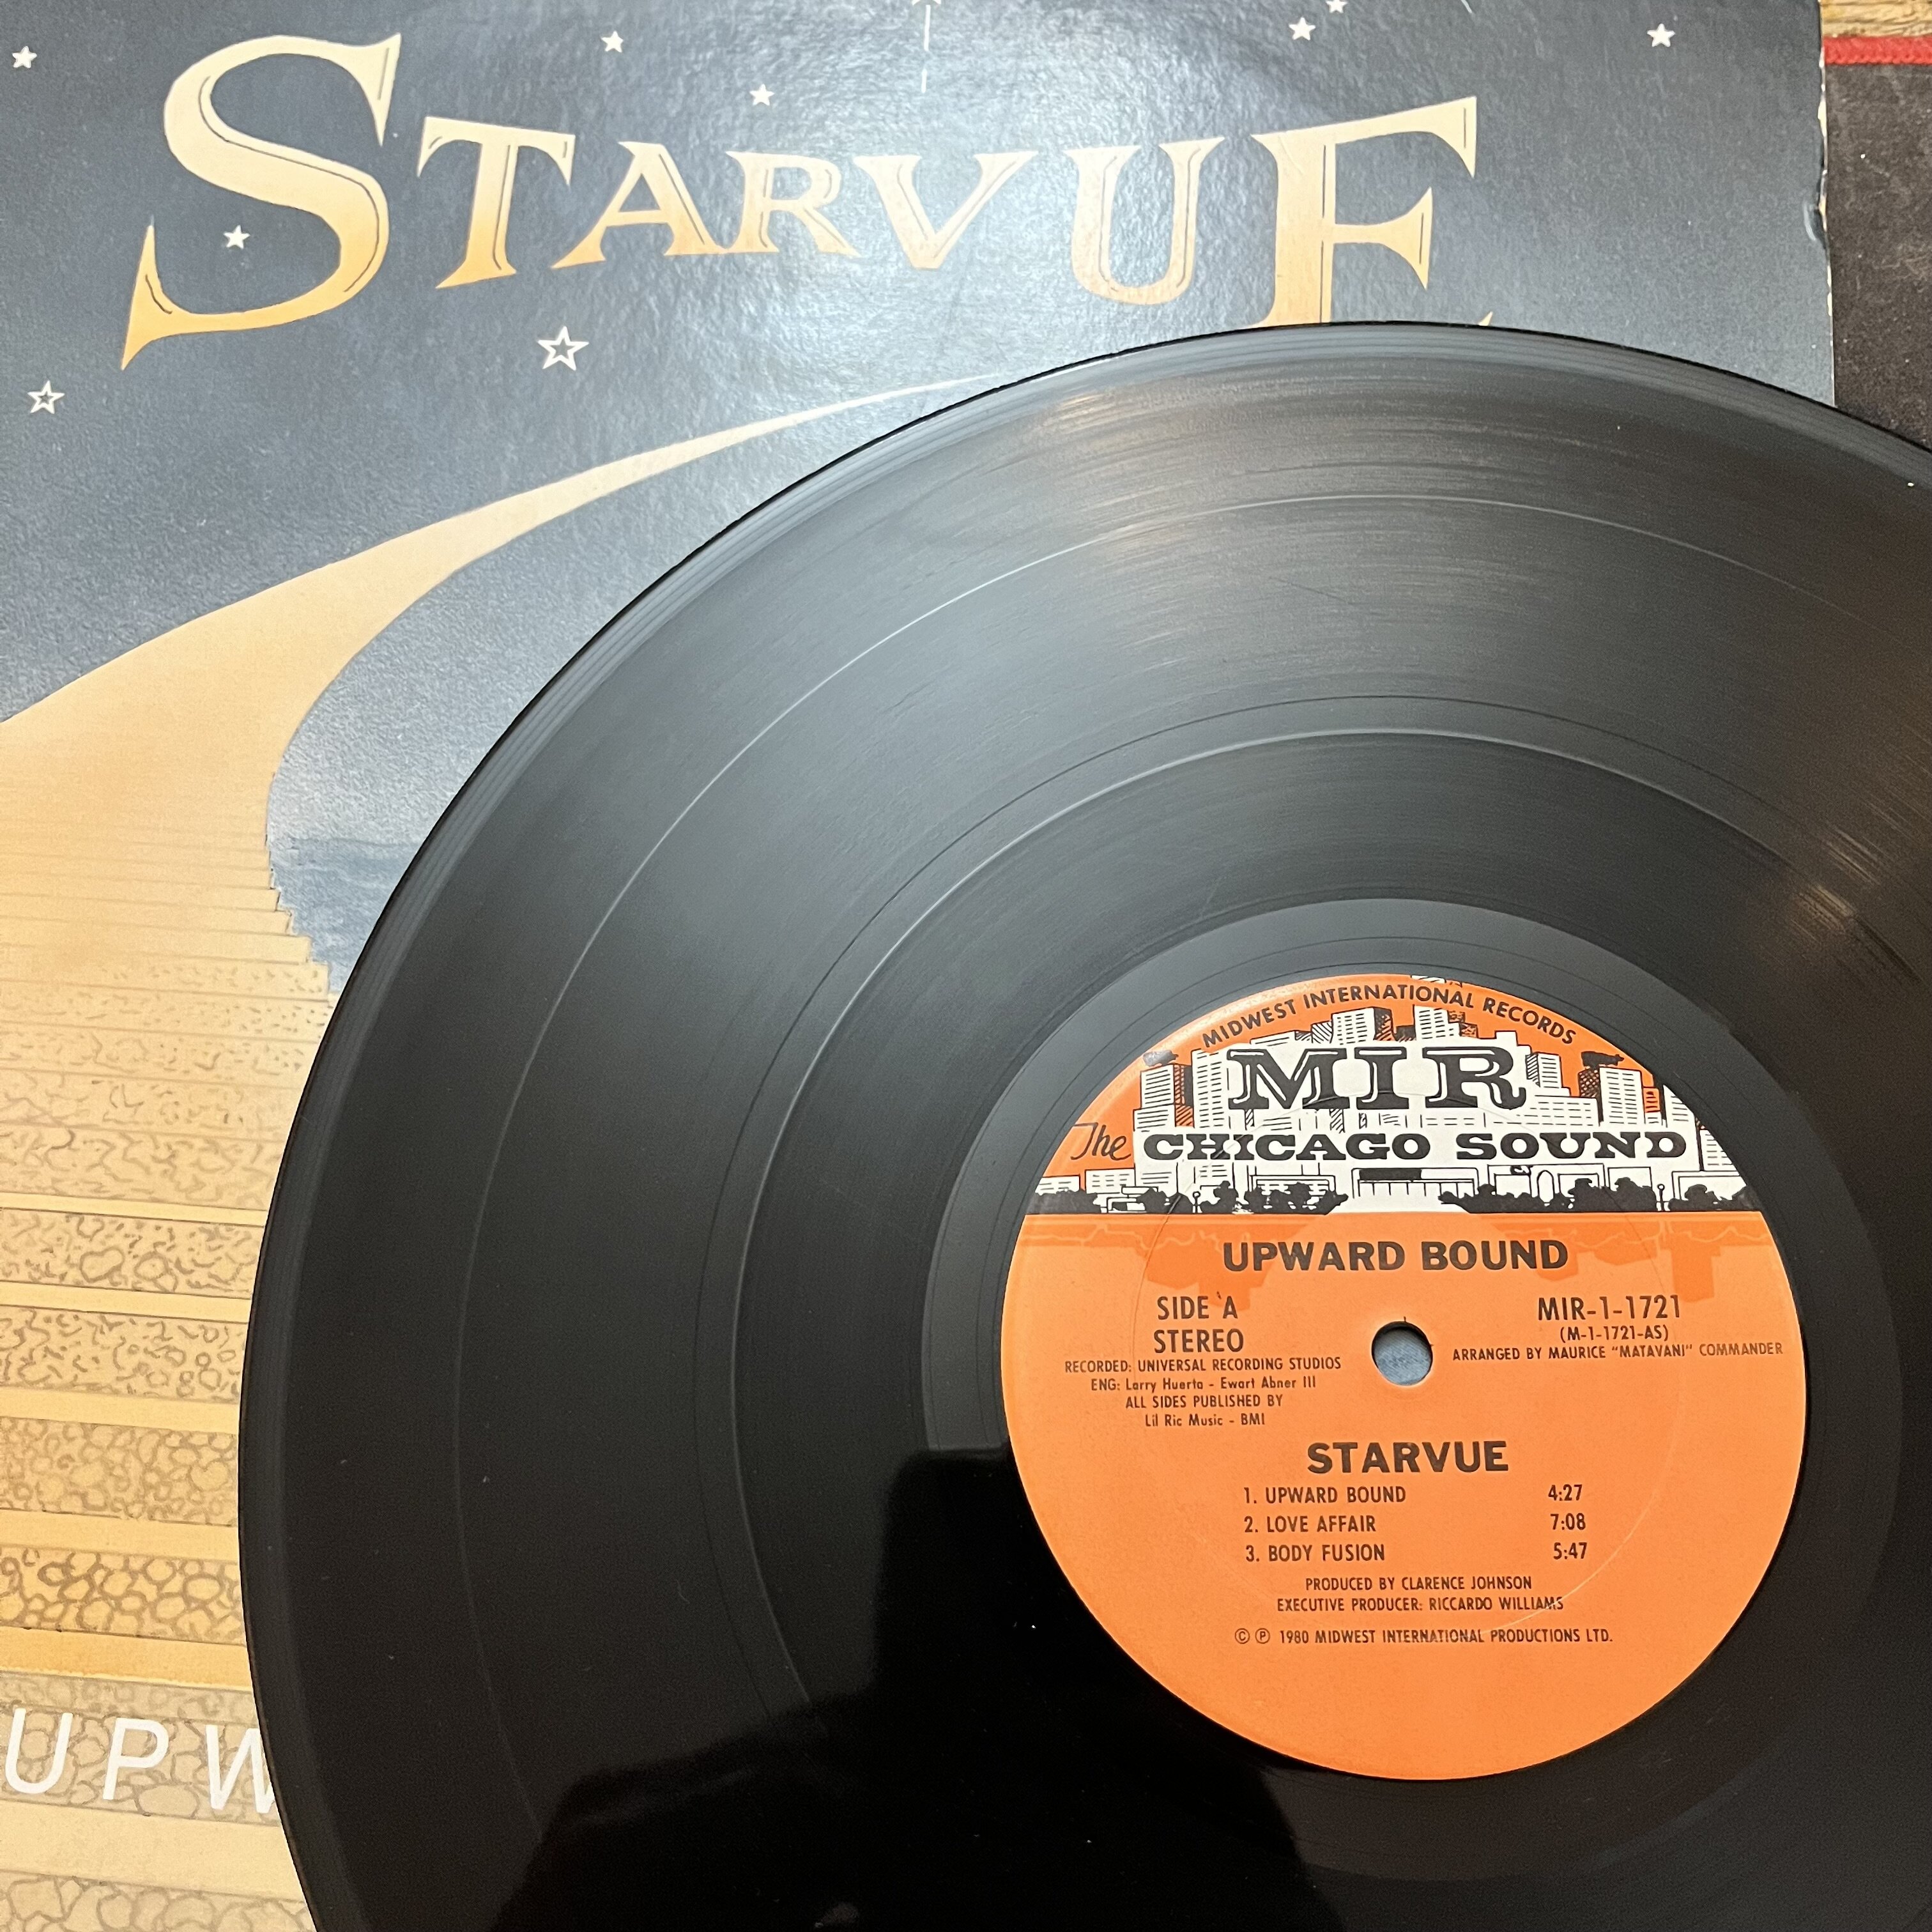 STARVUE
MIDWEST INTERNATIONAL RECORDS
MIR
The CHICAGO SOUND
UPWARD BOUND
SIDE A
STEREO
MIR-1-1721
(M-1-1721-AS)
RECORDED: UNIVERSAL RECORDING STUDIOS
ENG: Larry Huerta - Ewart Abner III
ALL SIDES PUBLISHED BY
Lil Ric Music - BMI
ARRANGED BY MAURICE "MATAVANI" COMMANDER
STARVUE
1. UPWARD BOUND 4:27
2. LOVE AFFAIR 7:08
3. BODY FUSION 5:47
PRODUCED BY CLARENCE JOHNSON
EXECUTIVE PRODUCER: RICCARDO WILLIAMS
© ℗ 1980 MIDWEST INTERNATIONAL PRODUCTIONS LTD.
UPW